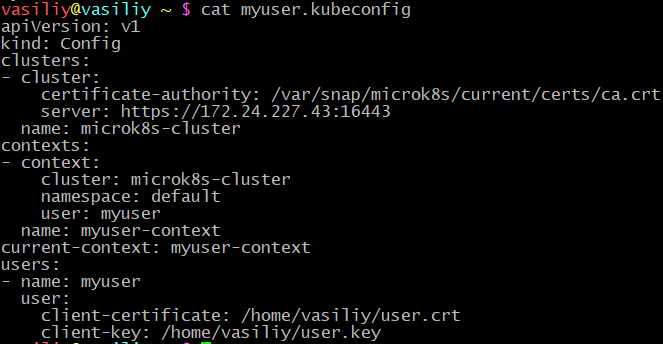 vasiliy@vasiliy ~ $ cat myuser.kubeconfig
apiVersion: v1
kind: Config
clusters:
- cluster:
    certificate-authority: /var/snap/microk8s/current/certs/ca.crt
    server: https://172.24.227.43:16443
  name: microk8s-cluster
contexts:
- context:
    cluster: microk8s-cluster
    namespace: default
    user: myuser
  name: myuser-context
current-context: myuser-context
users:
- name: myuser
  user:
    client-certificate: /home/vasiliy/user.crt
    client-key: /home/vasiliy/user.key